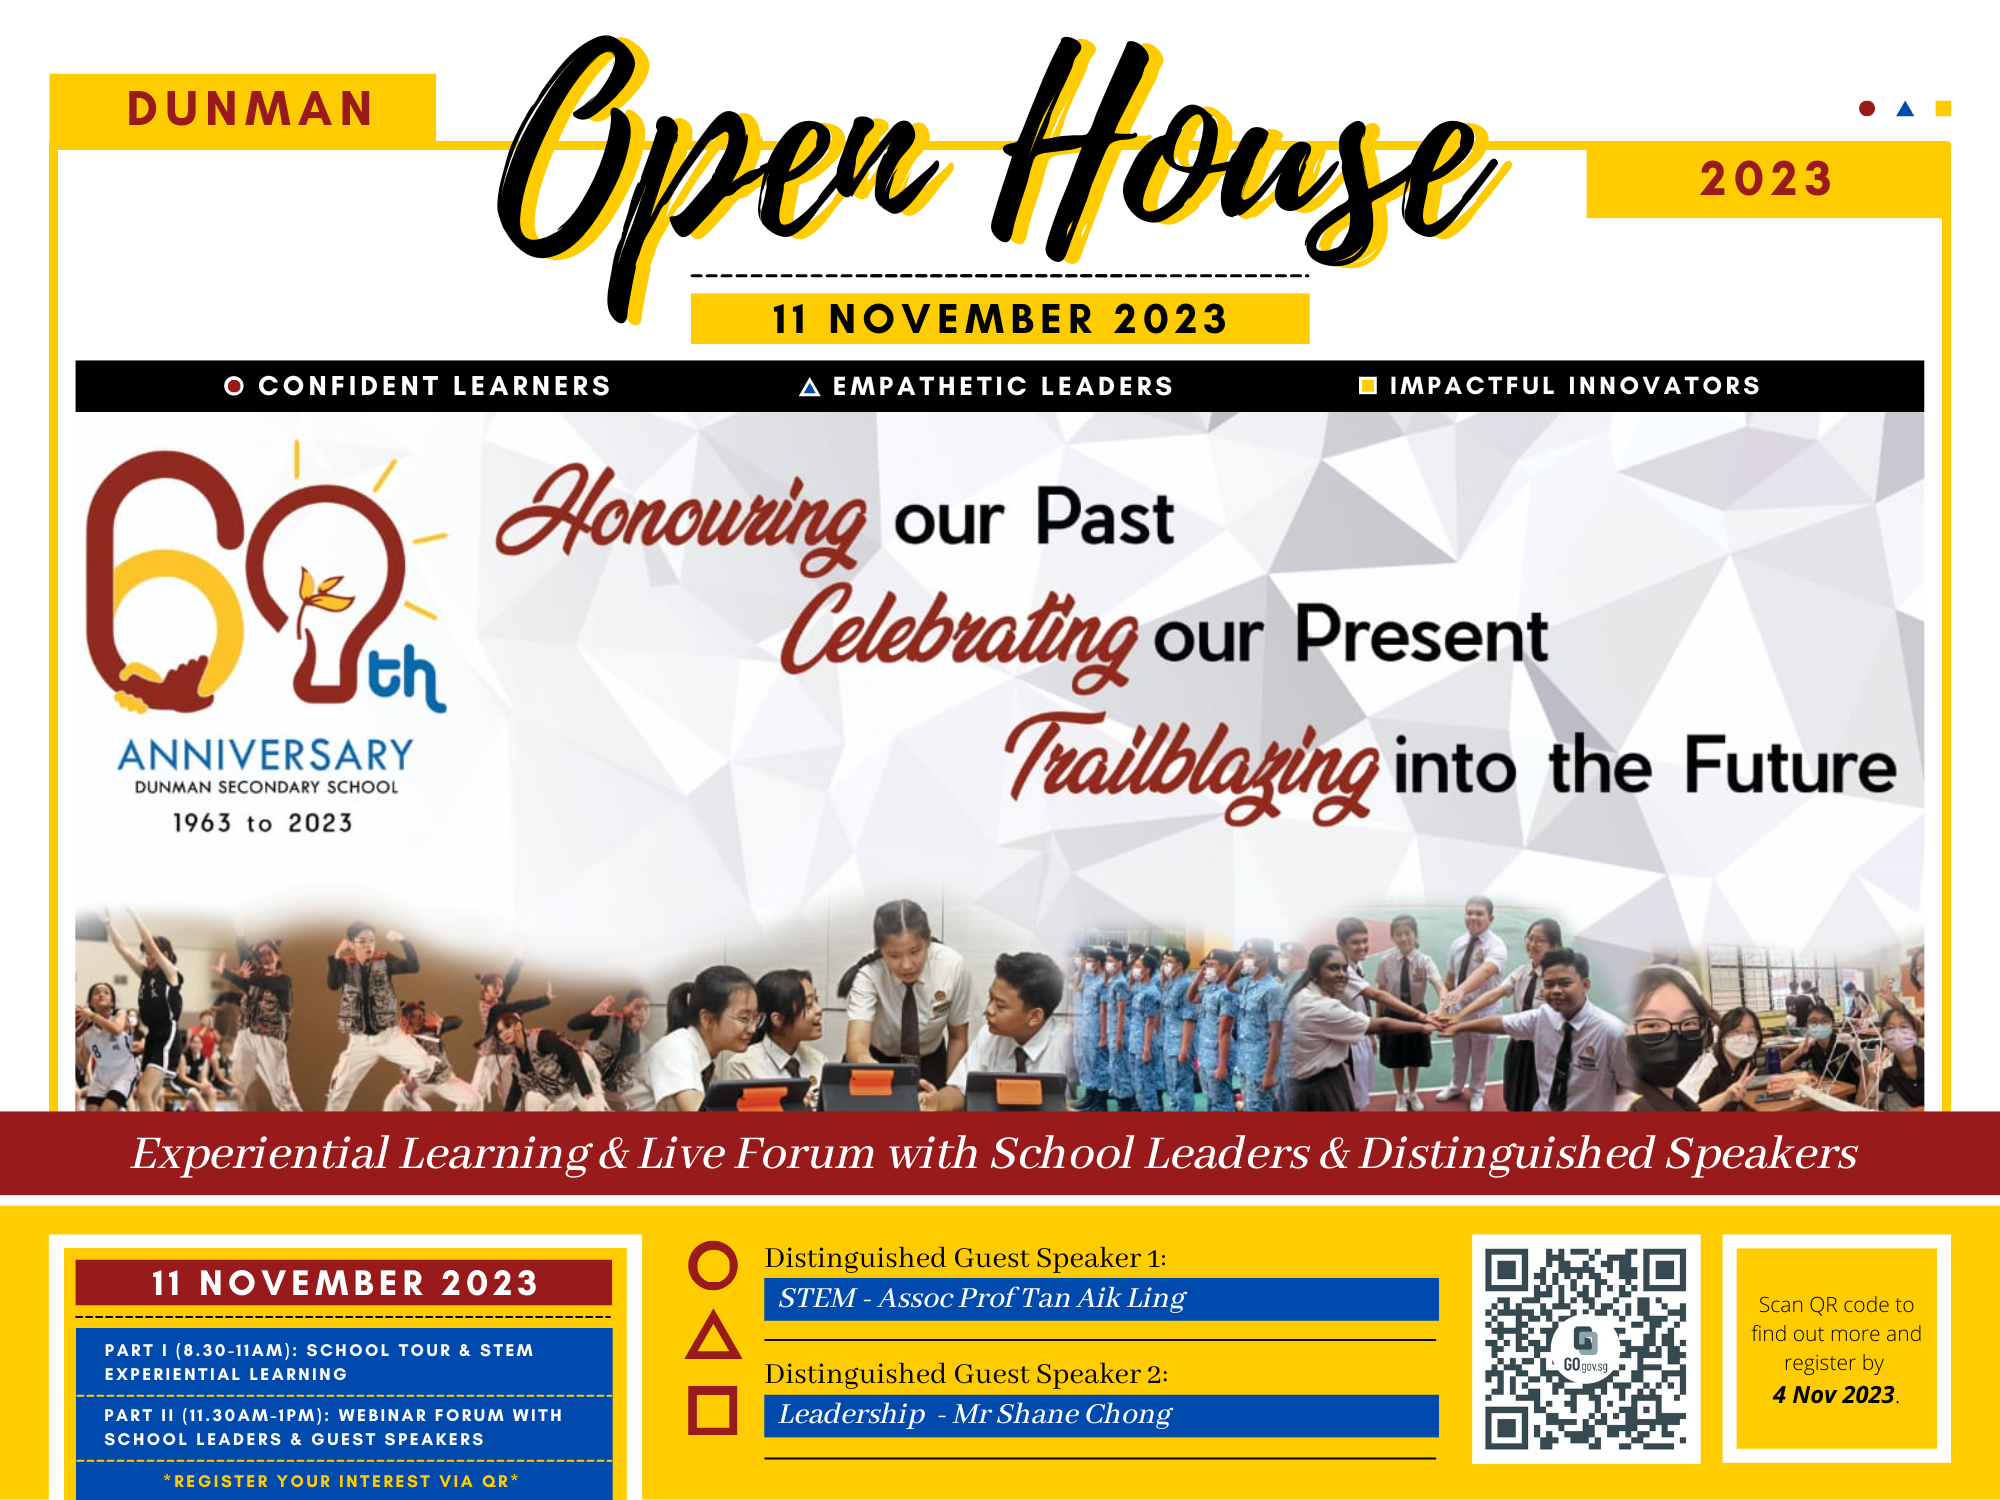 DUNMAN
Open House
2023
11 NOVEMBER 2023
CONFIDENT LEARNERS
EMPATHETIC LEADERS
IMPACTFUL INNOVATORS
60th
ANNIVERSARY
DUNMAN SECONDARY SCHOOL
1963 to 2023
Honouring our Past
Celebrating our Present
Trailblazing into the Future
8
Experiential Learning & Live Forum with School Leaders & Distinguished Speakers
11 NOVEMBER 2023
PART I (8.30-11AM): SCHOOL TOUR & STEM
EXPERIENTIAL LEARNING
PART II (11.30AM-1PM): WEBINAR FORUM WITH
SCHOOL LEADERS & GUEST SPEAKERS
*REGISTER YOUR INTEREST VIA QR*
Distinguished Guest Speaker 1:
STEM - Assoc Prof Tan Aik Ling
Distinguished Guest Speaker 2:
Leadership - Mr Shane Chong
GO gov.sg
Scan QR code to
find out more and
register by
4 Nov 2023.